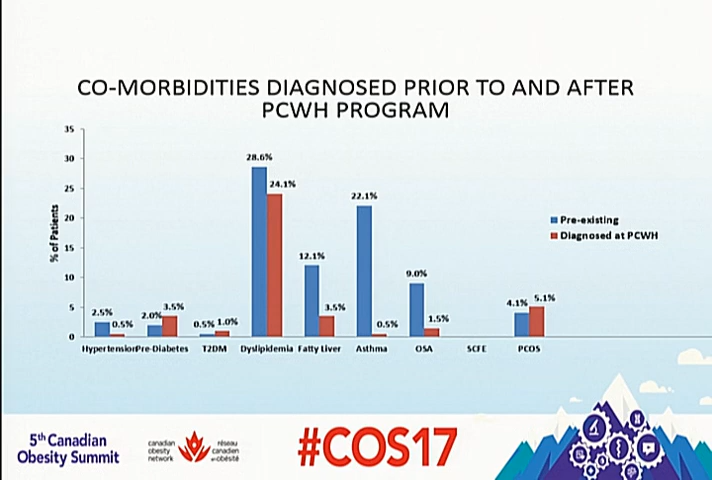 CO-MORBIDITIES DIAGNOSED PRIOR TO AND AFTER
PCWH PROGRAM
% of Patients
35
30
25
20
15
10
5
0
2.5%
0.5%
2.0%
3.5%
0.5%
1.0%
28.6%
24.1%
12.1%
3.5%
22.1%
0.5%
9.0%
1.5%
4.1%
5.1%
Hypertension
Pre-Diabetes
T2DM
Dyslipidemia
Fatty Liver
Asthma
OSA
SCFE
PCOS
Pre-existing
Diagnosed at PCWH
5th Canadian
Obesity Summit
canadian
obesity
network
réseau
canadien
en obésité
#COS17